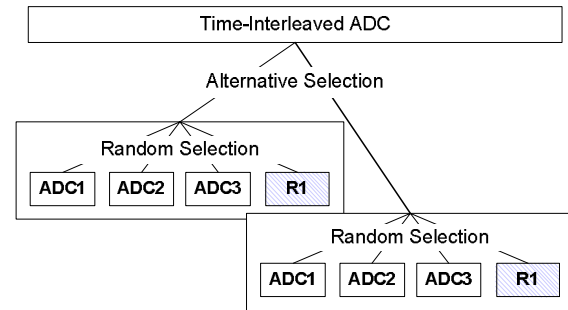 Time-Interleaved ADC
Alternative Selection
Random Selection
ADC1 ADC2 ADC3 R1
Random Selection
ADC1 ADC2 ADC3 R1